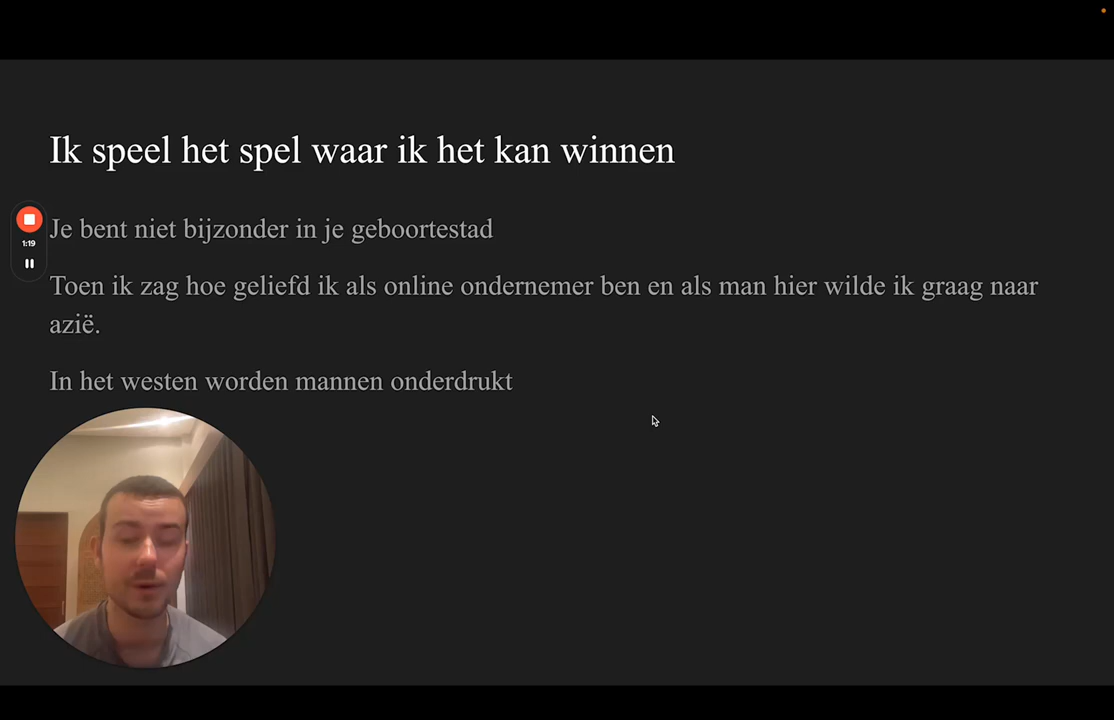 Ik speel het spel waar ik het kan winnen
Je bent niet bijzonder in je geboortestad
1:19
Toen ik zag hoe geliefd ik als online ondernemer ben en als man hier wilde ik graag naar
azië.
In het westen worden mannen onderdrukt